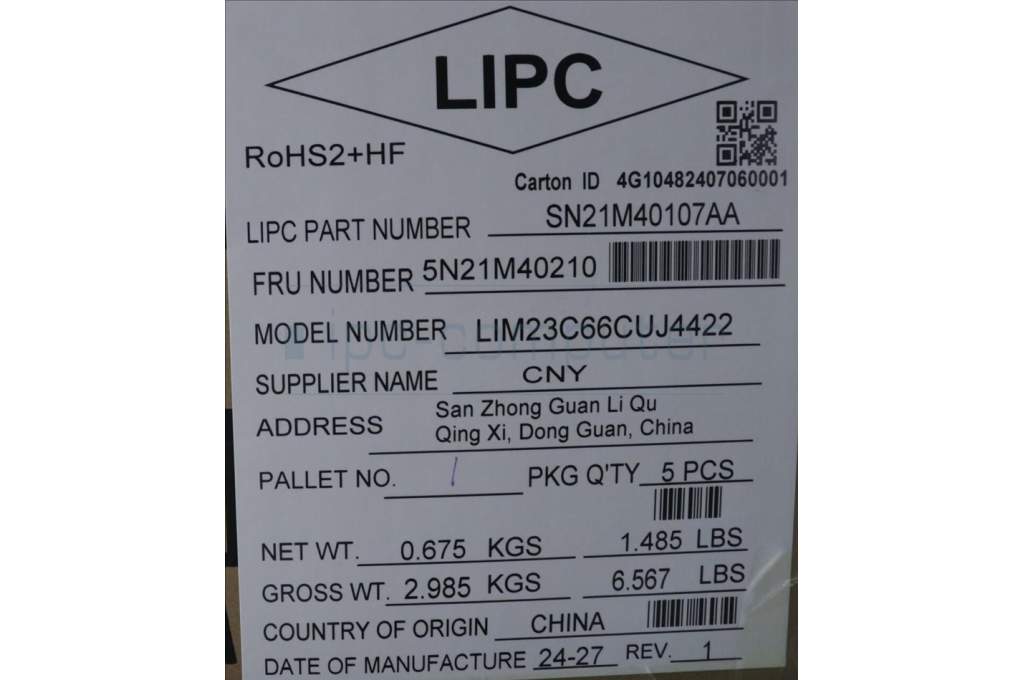 LIPC
RoHS2+HF
Carton ID 4G10482407060001
LIPC PART NUMBER SN21M40107AA
FRU NUMBER 5N21M40210
MODEL NUMBER LIM23C66CUJ4422
ipc-computer
SUPPLIER NAME CNY
ADDRESS San Zhong Guan Li Qu
Qing Xi, Dong Guan, China
PALLET NO. 1 PKG Q'TY 5 PCS
NET WT. 0.675 KGS 1.485 LBS
GROSS WT. 2.985 KGS 6.567 LBS
COUNTRY OF ORIGIN CHINA
DATE OF MANUFACTURE 24-27 REV. 1